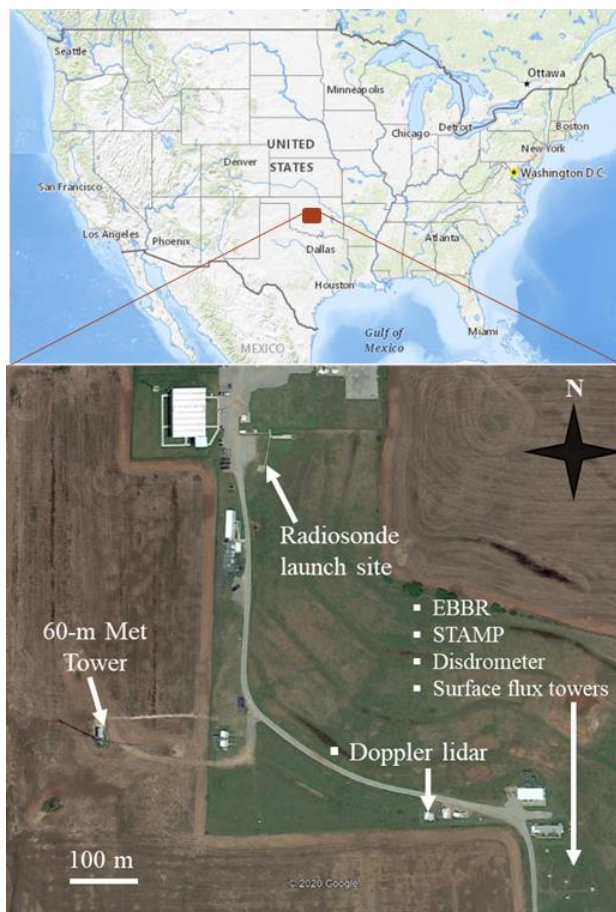 Seattle
Ottawa
Minneapolis
UNITED
STATES
Chicago
Detroit
Boston
New York
Denver
Washington D.C.
San Francisco
Los Angeles
Phoenix
Dallas
Atlanta
Houston
Gulf of
Mexico
Miami
MÉXICO
N
Radiosonde
launch site
▪ EBBR
▪ STAMP
▪ Disdrometer
▪ Surface flux towers
60-m Met
Tower
▪ Doppler lidar
100 m
© 2020 Google